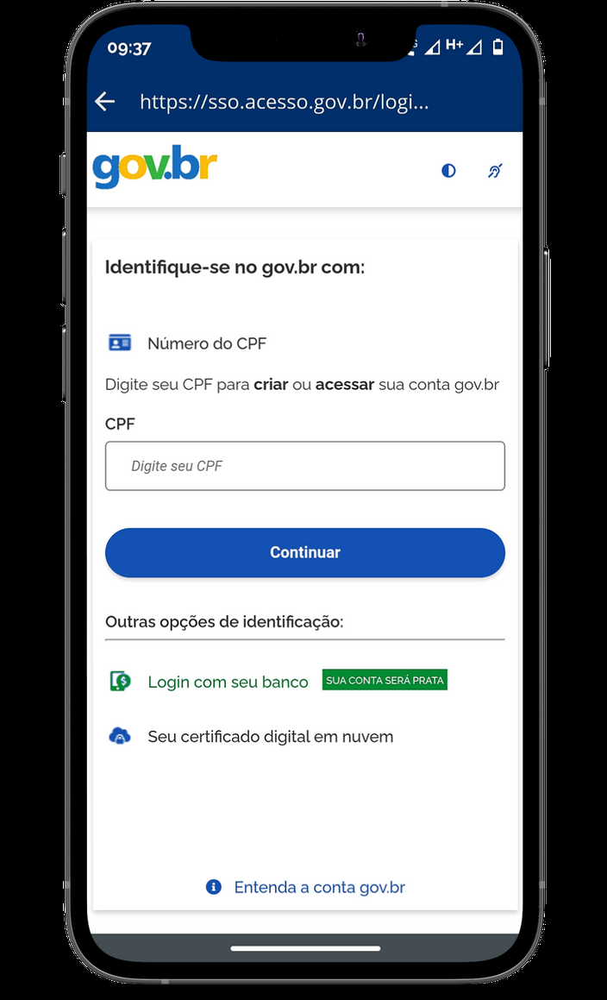 09:37
H+
https://sso.acesso.gov.br/logi...
gov.br
Identifique-se no gov.br com:
Número do CPF
Digite seu CPF para criar ou acessar sua conta gov.br
CPF
Digite seu CPF
Continuar
Outras opções de identificação:
Login com seu banco SUA CONTA SERÁ PRATA
Seu certificado digital em nuvem
Entenda a conta gov.br